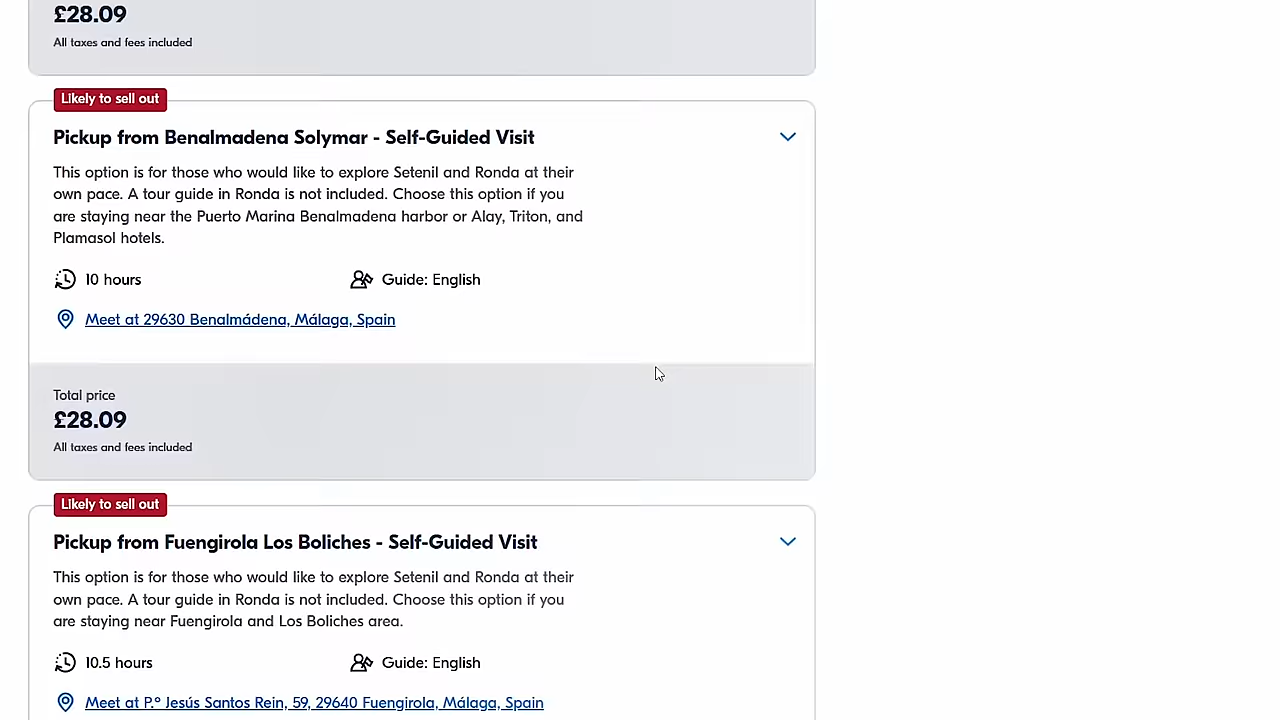 £28.09
All taxes and fees included
Likely to sell out
Pickup from Benalmadena Solymar - Self-Guided Visit
This option is for those who would like to explore Setenil and Ronda at their
own pace. A tour guide in Ronda is not included. Choose this option if you
are staying near the Puerto Marina Benalmadena harbor or Alay, Triton, and
Plamasol hotels.
10 hours
Guide: English
Meet at 29630 Benalmádena, Málaga, Spain
Total price
£28.09
All taxes and fees included
Likely to sell out
Pickup from Fuengirola Los Boliches - Self-Guided Visit
This option is for those who would like to explore Setenil and Ronda at their
own pace. A tour guide in Ronda is not included. Choose this option if you
are staying near Fuengirola and Los Boliches area.
10.5 hours
Guide: English
Meet at P.º Jesús Santos Rein, 59, 29640 Fuengirola, Málaga, Spain